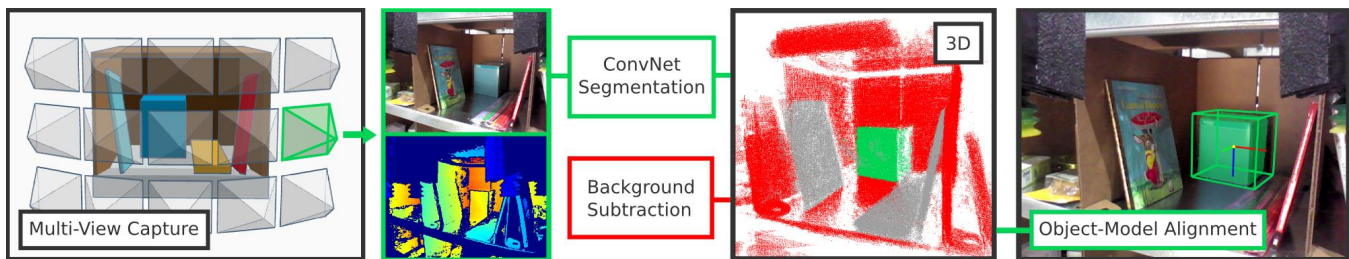 Multi-View Capture
ConvNet
Segmentation
Background
Subtraction
3D
Object-Model Alignment